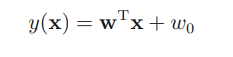 y(𝐱) = 𝐰ᵀ𝐱 + w₀